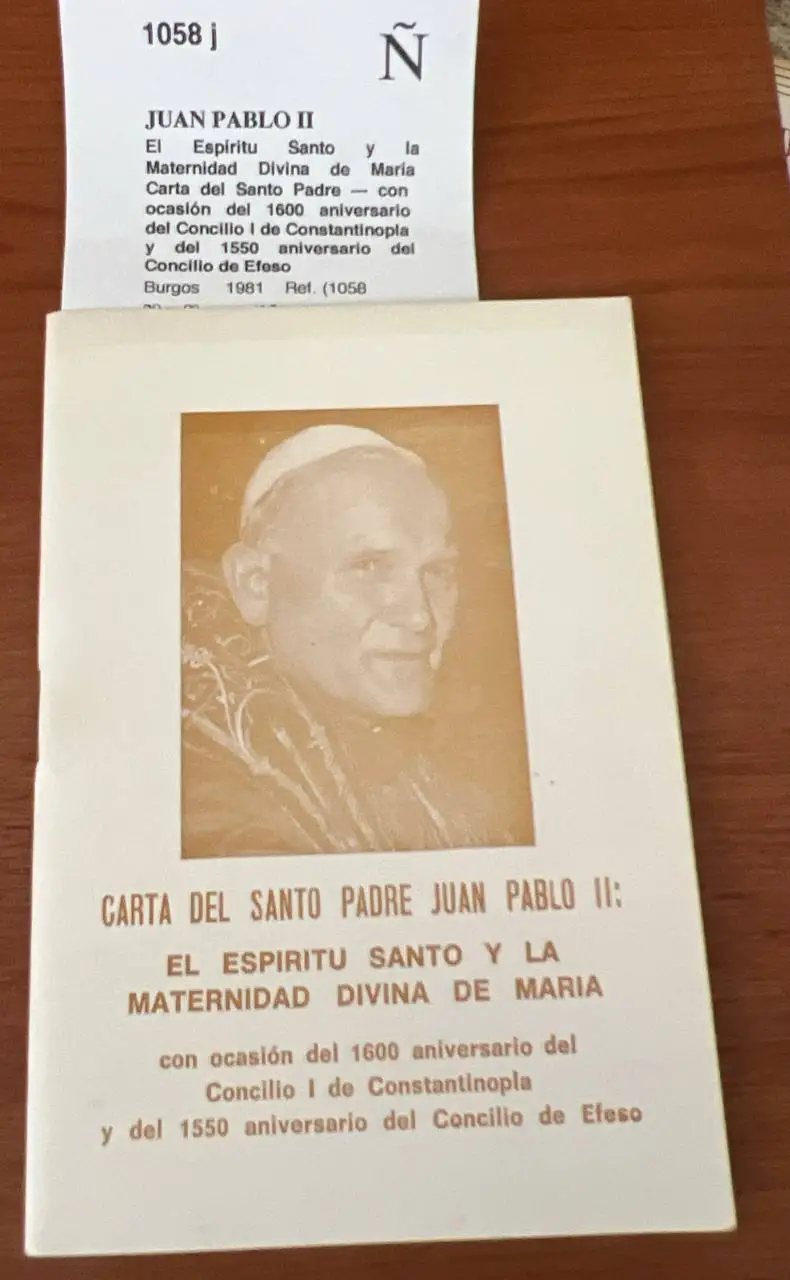 1058 j
Ñ
JUAN PABLO II
El Espíritu Santo y la
Maternidad Divina de María
Carta del Santo Padre — con
ocasión del 1600 aniversario
del Concilio I de Constantinopla
y del 1550 aniversario del
Concilio de Efeso
Burgos 1981 Ref. (1058
CARTA DEL SANTO PADRE JUAN PABLO II:
EL ESPIRITU SANTO Y LA
MATERNIDAD DIVINA DE MARIA
con ocasión del 1600 aniversario del
Concilio I de Constantinopla
y del 1550 aniversario del Concilio de Efeso